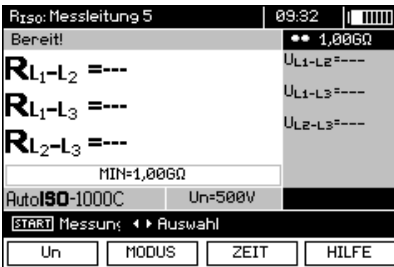 RISO: Messleitung 5 09:32
Bereit! 1,00GΩ
RL1-L2 =---
RL1-L3 =---
RL2-L3 =---
UL1-L2=---
UL1-L3=---
UL2-L3=---
MIN=1,00GΩ
AutoISO-1000C Un=500V
START Messung Auswahl
Un MODUS ZEIT HILFE